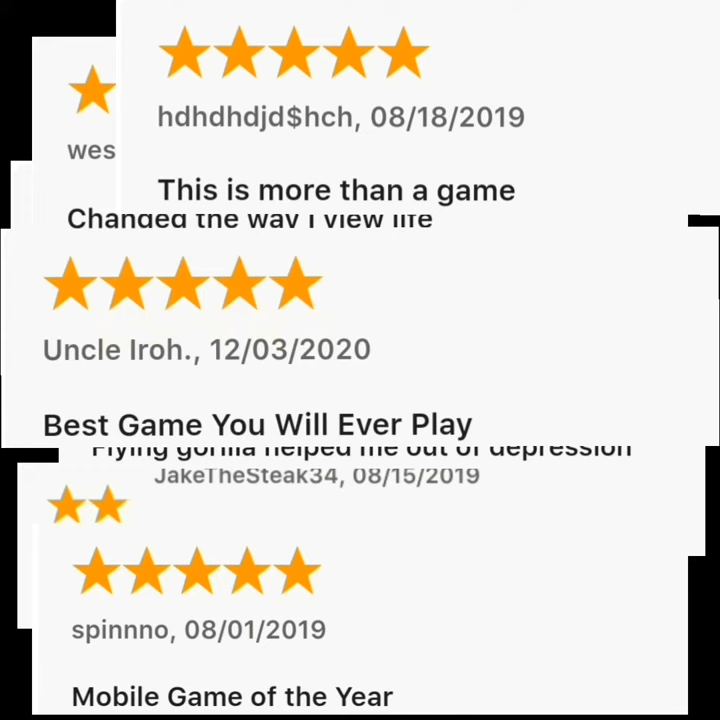 hdhdhdjd$hch, 08/18/2019
wes
This is more than a game
Changed the way I view life
Uncle Iroh., 12/03/2020
Best Game You Will Ever Play
Flying gorilla helped me out of depression
JakeTheSteak34, 08/15/2019
spinnno, 08/01/2019
Mobile Game of the Year